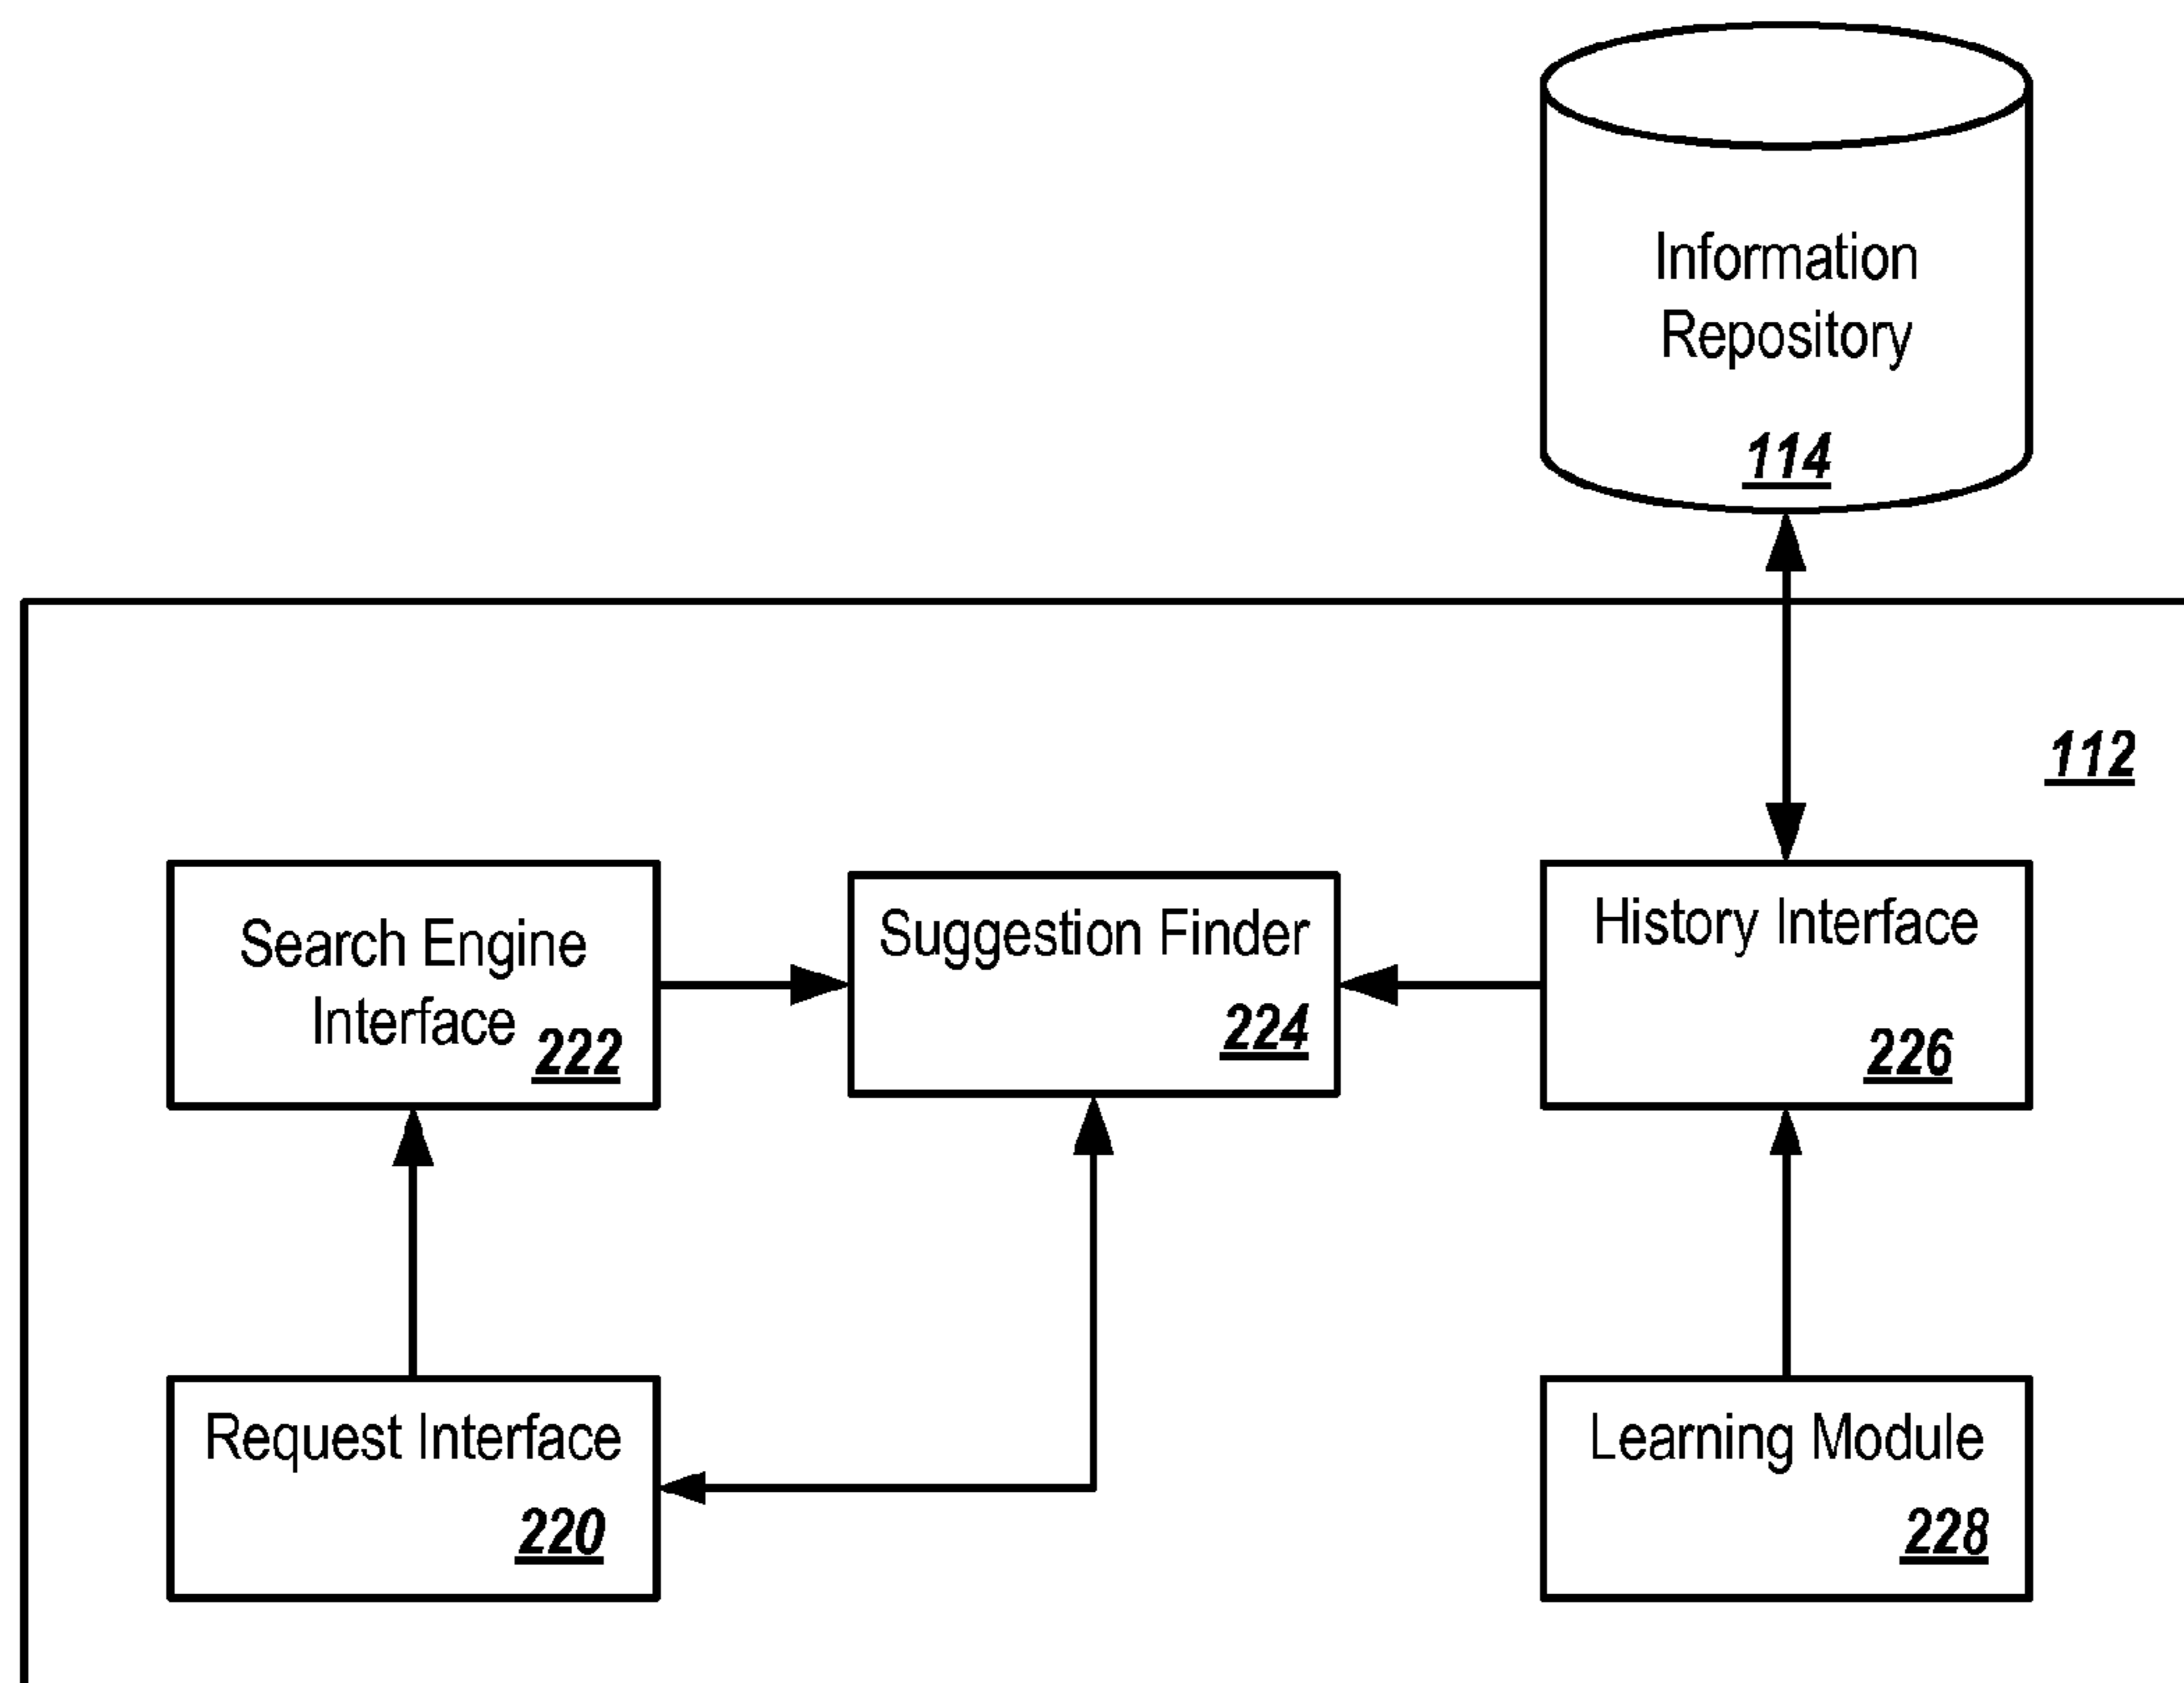 Information
Repository
114
112
Search Engine
Interface 222
Suggestion Finder
224
History Interface
226
Request Interface
220
Learning Module
228